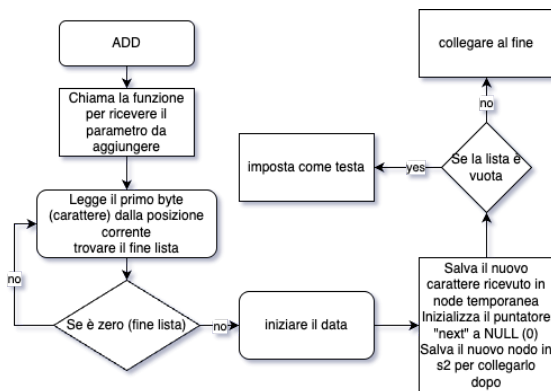 ADD
Chiama la funzione
per ricevere il
parametro da
aggiungere
Legge il primo byte
(carattere) dalla posizione
corrente
trovare il fine lista
no
Se è zero (fine lista)
no
iniziare il data
Salva il nuovo
carattere ricevuto in
node temporanea
Inizializza il puntatore
"next" a NULL (0)
Salva il nuovo nodo in
s2 per collegarlo
dopo
Se la lista è
vuota
yes
imposta come testa
no
collegare al fine